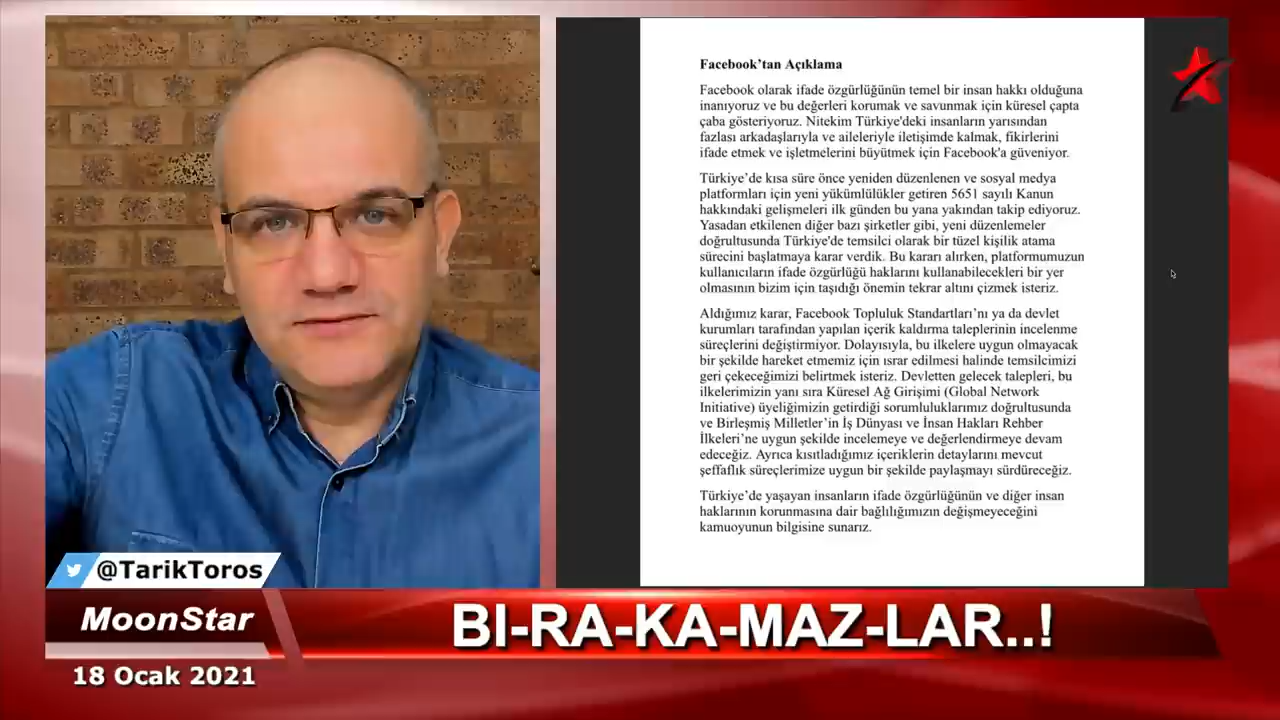 Facebook’tan Açıklama
Facebook olarak ifade özgürlüğünün temel bir insan hakkı olduğuna
inanıyoruz ve bu değerleri korumak ve savunmak için küresel çapta
çaba gösteriyoruz. Nitekim Türkiye'deki insanların yarısından
fazlası arkadaşlarıyla ve aileleriyle iletişimde kalmak, fikirlerini
ifade etmek ve işletmelerini büyütmek için Facebook'a güveniyor.
Türkiye’de kısa süre önce yeniden düzenlenen ve sosyal medya
platformları için yeni yükümlülükler getiren 5651 sayılı Kanun
hakkındaki gelişmeleri ilk günden bu yana yakından takip ediyoruz.
Yasadan etkilenen diğer bazı şirketler gibi, yeni düzenlemeler
doğrultusunda Türkiye'de temsilci olarak bir tüzel kişilik atama
sürecini başlatmaya karar verdik. Bu kararı alırken, platformumuzun
kullanıcıların ifade özgürlüğü haklarını kullanabilecekleri bir yer
olmasının bizim için taşıdığı önemin tekrar altını çizmek isteriz.
Aldığımız karar, Facebook Topluluk Standartları’nı ya da devlet
kurumları tarafından yapılan içerik kaldırma taleplerinin incelenme
süreçlerini değiştirmiyor. Dolayısıyla, bu ilkelere uygun olmayacak
bir şekilde hareket etmemiz için ısrar edilmesi halinde temsilcimizi
geri çekeceğimizi belirtmek isteriz. Devletten gelecek talepleri, bu
ilkelerimizin yanı sıra Küresel Ağ Girişimi (Global Network
Initiative) üyeliğimizin getirdiği sorumluluklarımız doğrultusunda
ve Birleşmiş Milletler’in İş Dünyası ve İnsan Hakları Rehber
İlkeleri’ne uygun şekilde incelemeye ve değerlendirmeye devam
edeceğiz. Ayrıca kısıtladığımız içeriklerin detaylarını mevcut
şeffaflık süreçlerimize uygun bir şekilde paylaşmayı sürdüreceğiz.
Türkiye’de yaşayan insanların ifade özgürlüğünün ve diğer insan
haklarının korunmasına dair bağlılığımızın değişmeyeceğini
kamuoyunun bilgisine sunarız.
@TarikToros
MoonStar
BI-RA-KA-MAZ-LAR..!
18 Ocak 2021